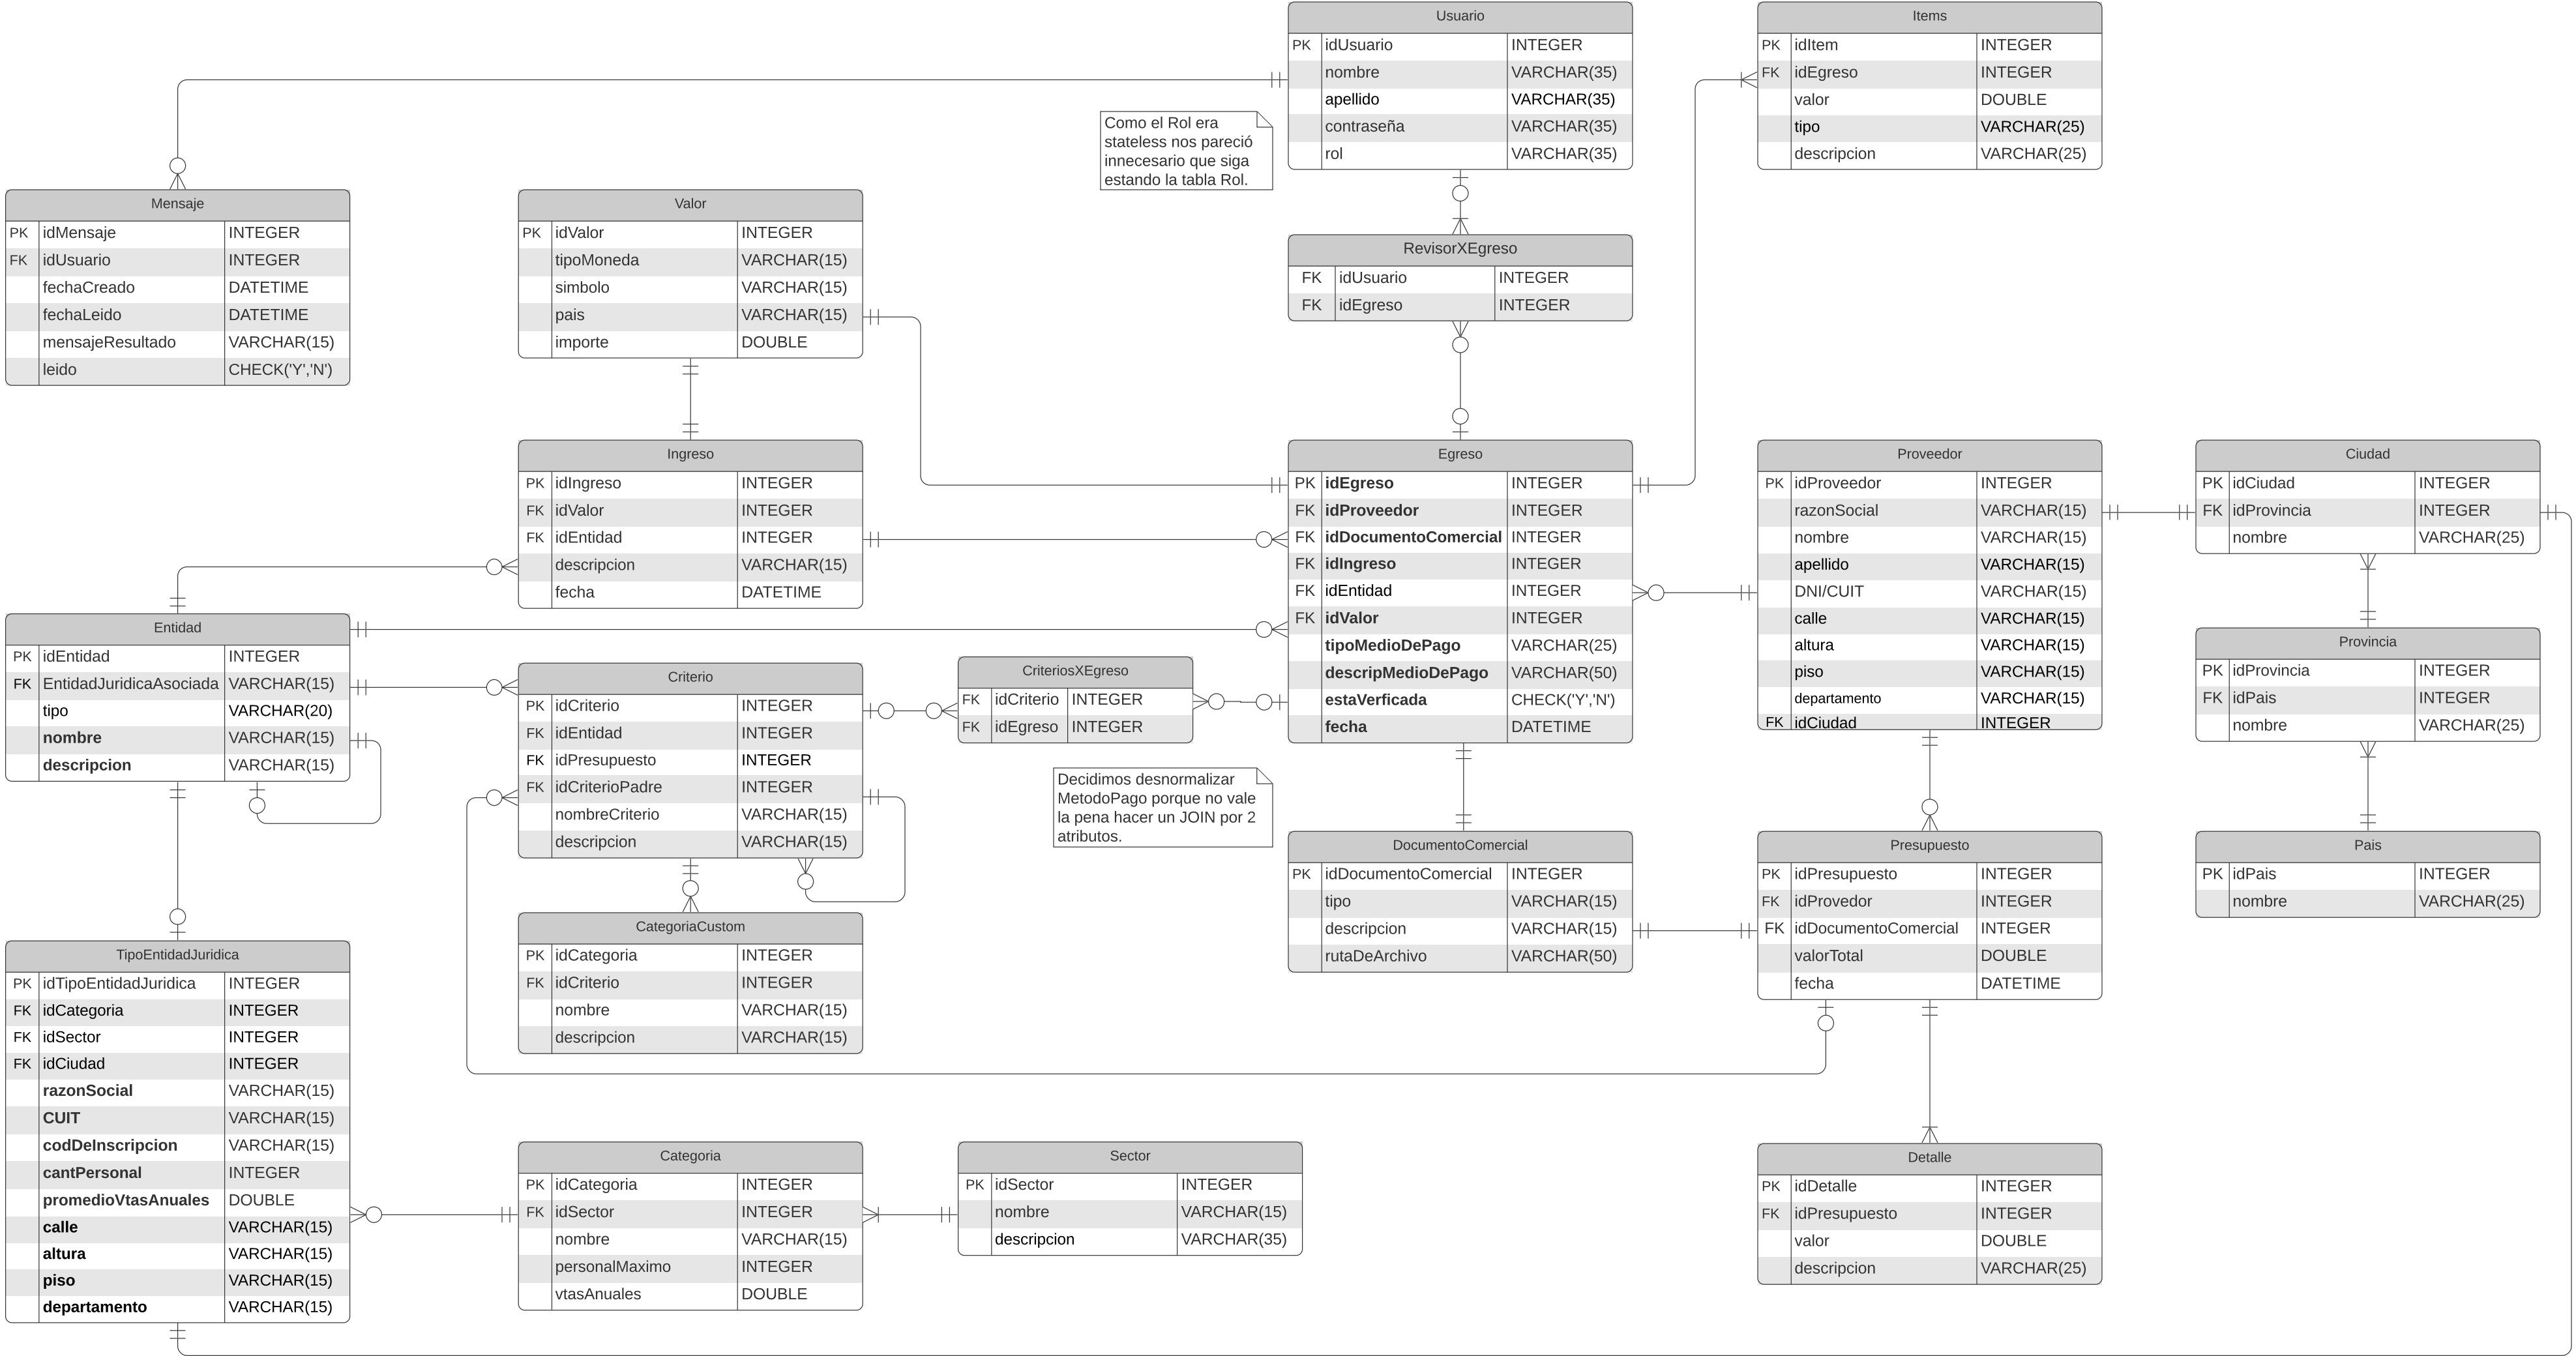 Usuario
PK idUsuario INTEGER
nombre VARCHAR(35)
apellido VARCHAR(35)
contraseña VARCHAR(35)
rol VARCHAR(35)
Items
PK idItem INTEGER
FK idEgreso INTEGER
valor DOUBLE
tipo VARCHAR(25)
descripcion VARCHAR(25)
Como el Rol era
stateless nos pareció
innecesario que siga
estando la tabla Rol.
Mensaje
PK idMensaje INTEGER
FK idUsuario INTEGER
fechaCreado DATETIME
fechaLeido DATETIME
mensajeResultado VARCHAR(15)
leido CHECK('Y','N')
Valor
PK idValor INTEGER
tipoMoneda VARCHAR(15)
simbolo VARCHAR(15)
pais VARCHAR(15)
importe DOUBLE
RevisorXEgreso
FK idUsuario INTEGER
FK idEgreso INTEGER
Ingreso
PK idIngreso INTEGER
FK idValor INTEGER
FK idEntidad INTEGER
descripcion VARCHAR(15)
fecha DATETIME
Egreso
PK idEgreso INTEGER
FK idProveedor INTEGER
FK idDocumentoComercial INTEGER
FK idIngreso INTEGER
FK idEntidad INTEGER
FK idValor INTEGER
tipoMedioDePago VARCHAR(25)
descripMedioDePago VARCHAR(50)
estaVerficada CHECK('Y','N')
fecha DATETIME
Proveedor
PK idProveedor INTEGER
razonSocial VARCHAR(15)
nombre VARCHAR(15)
apellido VARCHAR(15)
DNI/CUIT VARCHAR(15)
calle VARCHAR(15)
altura VARCHAR(15)
piso VARCHAR(15)
departamento VARCHAR(15)
FK idCiudad INTEGER
Ciudad
PK idCiudad INTEGER
FK idProvincia INTEGER
nombre VARCHAR(25)
Entidad
PK idEntidad INTEGER
FK EntidadJuridicaAsociada VARCHAR(15)
tipo VARCHAR(20)
nombre VARCHAR(15)
descripcion VARCHAR(15)
Criterio
PK idCriterio INTEGER
FK idEntidad INTEGER
FK idPresupuesto INTEGER
FK idCriterioPadre INTEGER
nombreCriterio VARCHAR(15)
descripcion VARCHAR(15)
CriteriosXEgreso
FK idCriterio INTEGER
FK idEgreso INTEGER
Provincia
PK idProvincia INTEGER
FK idPais INTEGER
nombre VARCHAR(25)
Decidimos desnormalizar
MetodoPago porque no vale
la pena hacer un JOIN por 2
atributos.
DocumentoComercial
PK idDocumentoComercial INTEGER
tipo VARCHAR(15)
descripcion VARCHAR(15)
rutaDeArchivo VARCHAR(50)
Presupuesto
PK idPresupuesto INTEGER
FK idProvedor INTEGER
FK idDocumentoComercial INTEGER
valorTotal DOUBLE
fecha DATETIME
Pais
PK idPais INTEGER
nombre VARCHAR(25)
CategoriaCustom
PK idCategoria INTEGER
FK idCriterio INTEGER
nombre VARCHAR(15)
descripcion VARCHAR(15)
TipoEntidadJuridica
PK idTipoEntidadJuridica INTEGER
FK idCategoria INTEGER
FK idSector INTEGER
FK idCiudad INTEGER
razonSocial VARCHAR(15)
CUIT VARCHAR(15)
codDeInscripcion VARCHAR(15)
cantPersonal INTEGER
promedioVtasAnuales DOUBLE
calle VARCHAR(15)
altura VARCHAR(15)
piso VARCHAR(15)
departamento VARCHAR(15)
Categoria
PK idCategoria INTEGER
FK idSector INTEGER
nombre VARCHAR(15)
personalMaximo INTEGER
vtasAnuales DOUBLE
Sector
PK idSector INTEGER
nombre VARCHAR(15)
descripcion VARCHAR(35)
Detalle
PK idDetalle INTEGER
FK idPresupuesto INTEGER
valor DOUBLE
descripcion VARCHAR(25)